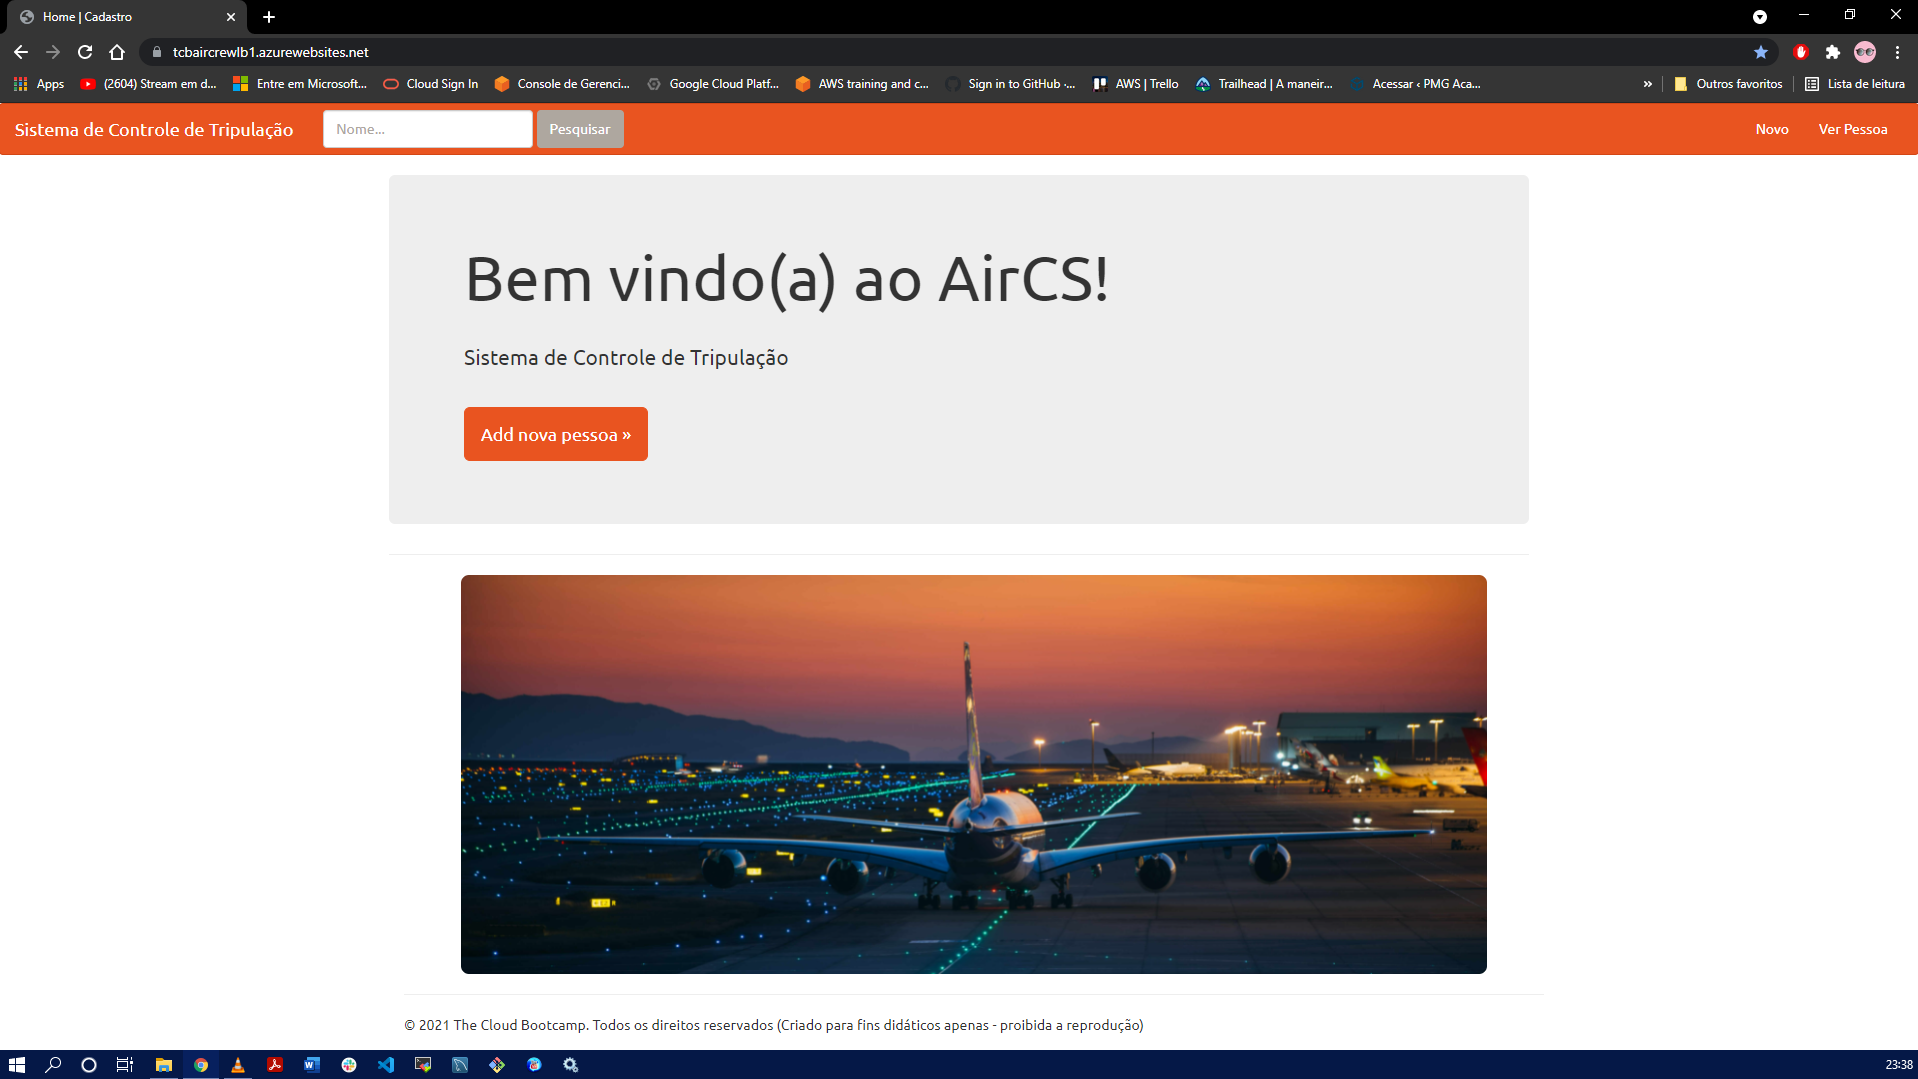 Home | Cadastro
tcbaircrewlb1.azurewebsites.net
Apps (2604) Stream em d... Entre em Microsoft... Cloud Sign In Console de Gerenci... Google Cloud Platf... AWS training and c... Sign in to GitHub ·... AWS | Trello Trailhead | A maneir... Acessar ‹ PMG Aca... » Outros favoritos Lista de leitura
Sistema de Controle de Tripulação Nome... Pesquisar Novo Ver Pessoa
Bem vindo(a) ao AirCS!
Sistema de Controle de Tripulação
Add nova pessoa »
© 2021 The Cloud Bootcamp. Todos os direitos reservados (Criado para fins didáticos apenas - proibida a reprodução)
23:38